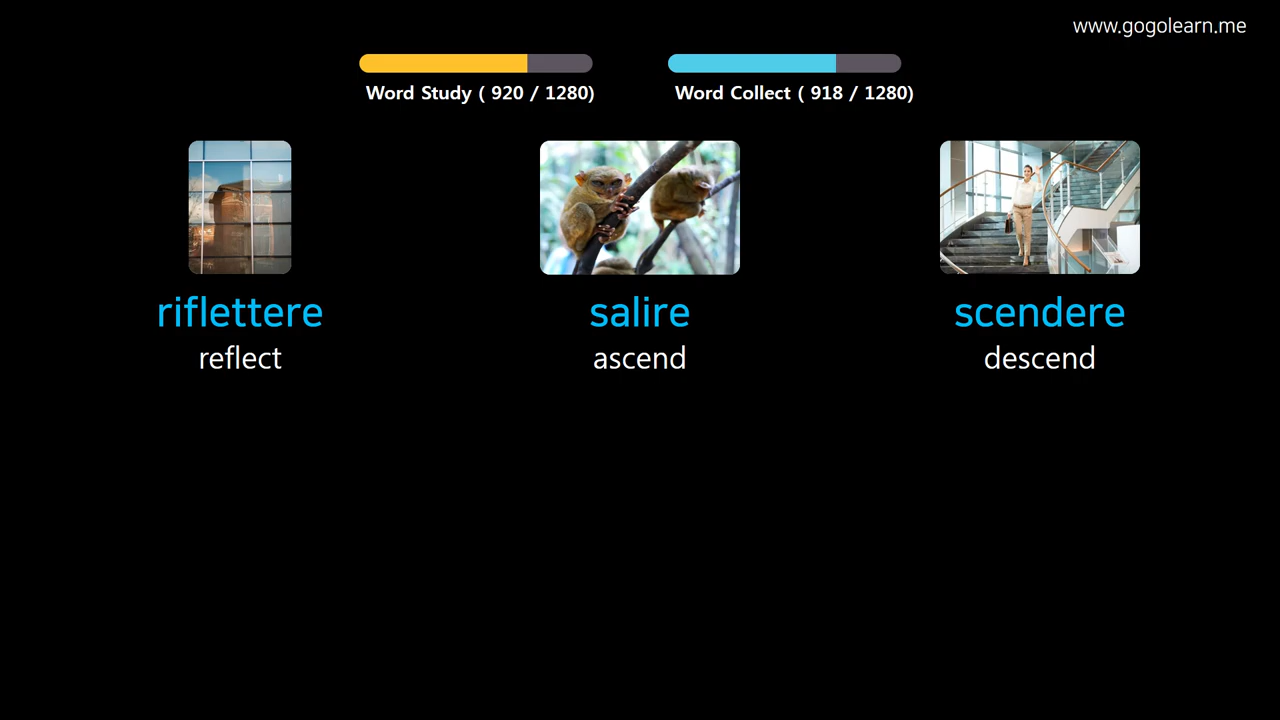 www.gogolearn.me
Word Study ( 920 / 1280)
Word Collect ( 918 / 1280)
riflettere
salire
scendere
reflect
ascend
descend